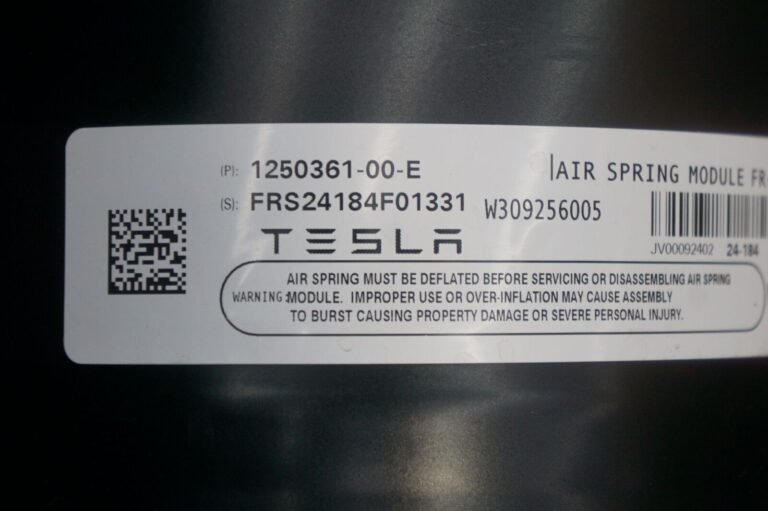 (P): 1250361-00-E
AIR SPRING MODULE FR
(S): FRS24184F01331
W309256005
TESLA
JV00092402 24-184
AIR SPRING MUST BE DEFLATED BEFORE SERVICING OR DISASSEMBLING AIR SPRING
WARNING: MODULE. IMPROPER USE OR OVER-INFLATION MAY CAUSE ASSEMBLY
TO BURST CAUSING PROPERTY DAMAGE OR SEVERE PERSONAL INJURY.